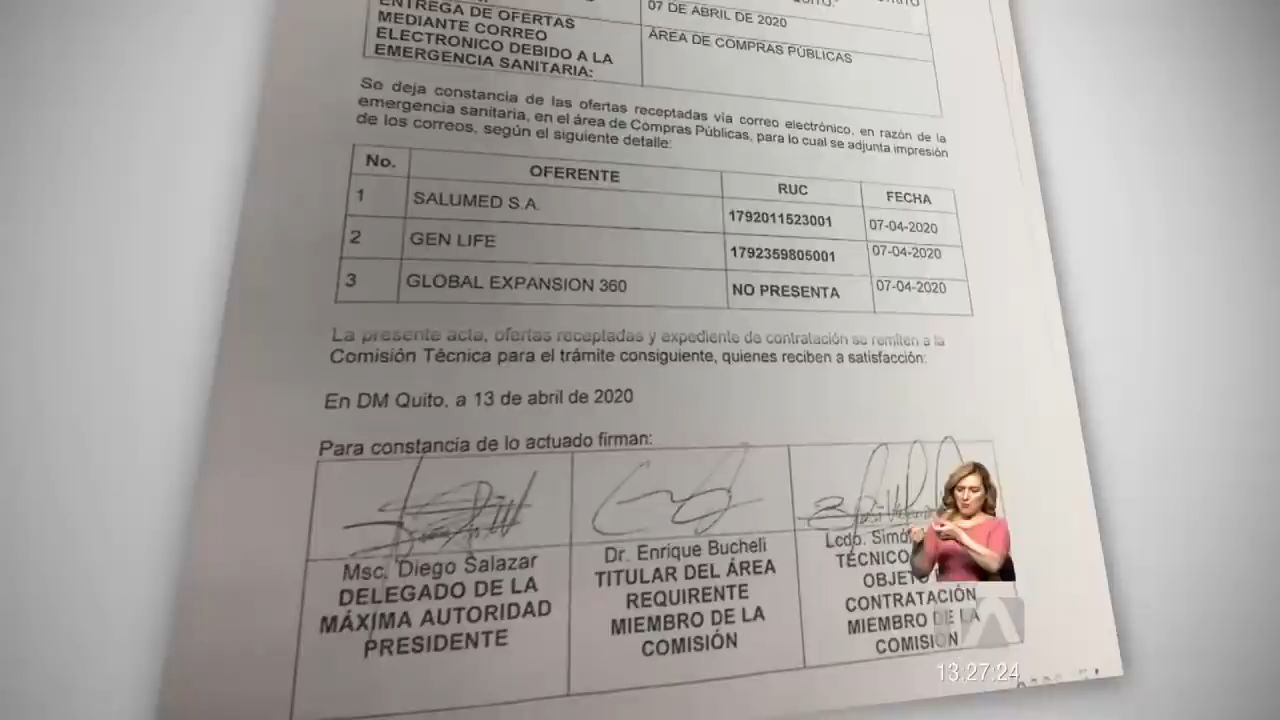 ENTREGA DE OFERTAS
MEDIANTE CORREO
ELECTRONICO DEBIDO A LA
EMERGENCIA SANITARIA:
07 DE ABRIL DE 2020
ÁREA DE COMPRAS PÚBLICAS
Se deja constancia de las ofertas receptadas vía correo electrónico, en razón de la
emergencia sanitaria, en el área de Compras Públicas, para lo cual se adjunta impresión
de los correos, según el siguiente detalle:
No. OFERENTE RUC FECHA
1 SALUMED S.A. 1792011523001 07-04-2020
2 GEN LIFE 1792359805001 07-04-2020
3 GLOBAL EXPANSION 360 NO PRESENTA 07-04-2020
La presente acta, ofertas receptadas y expediente de contratación se remiten a la
Comisión Técnica para el trámite consiguiente, quienes reciben a satisfacción:
En DM Quito, a 13 de abril de 2020
Para constancia de lo actuado firman:
Msc. Diego Salazar
DELEGADO DE LA
MÁXIMA AUTORIDAD
PRESIDENTE
Dr. Enrique Bucheli
TITULAR DEL ÁREA
REQUIRENTE
MIEMBRO DE LA
COMISIÓN
Lcdo.
TÉCNICO
CONTRATACIÓN
MIEMBRO DE LA
COMISIÓN
13:27:24